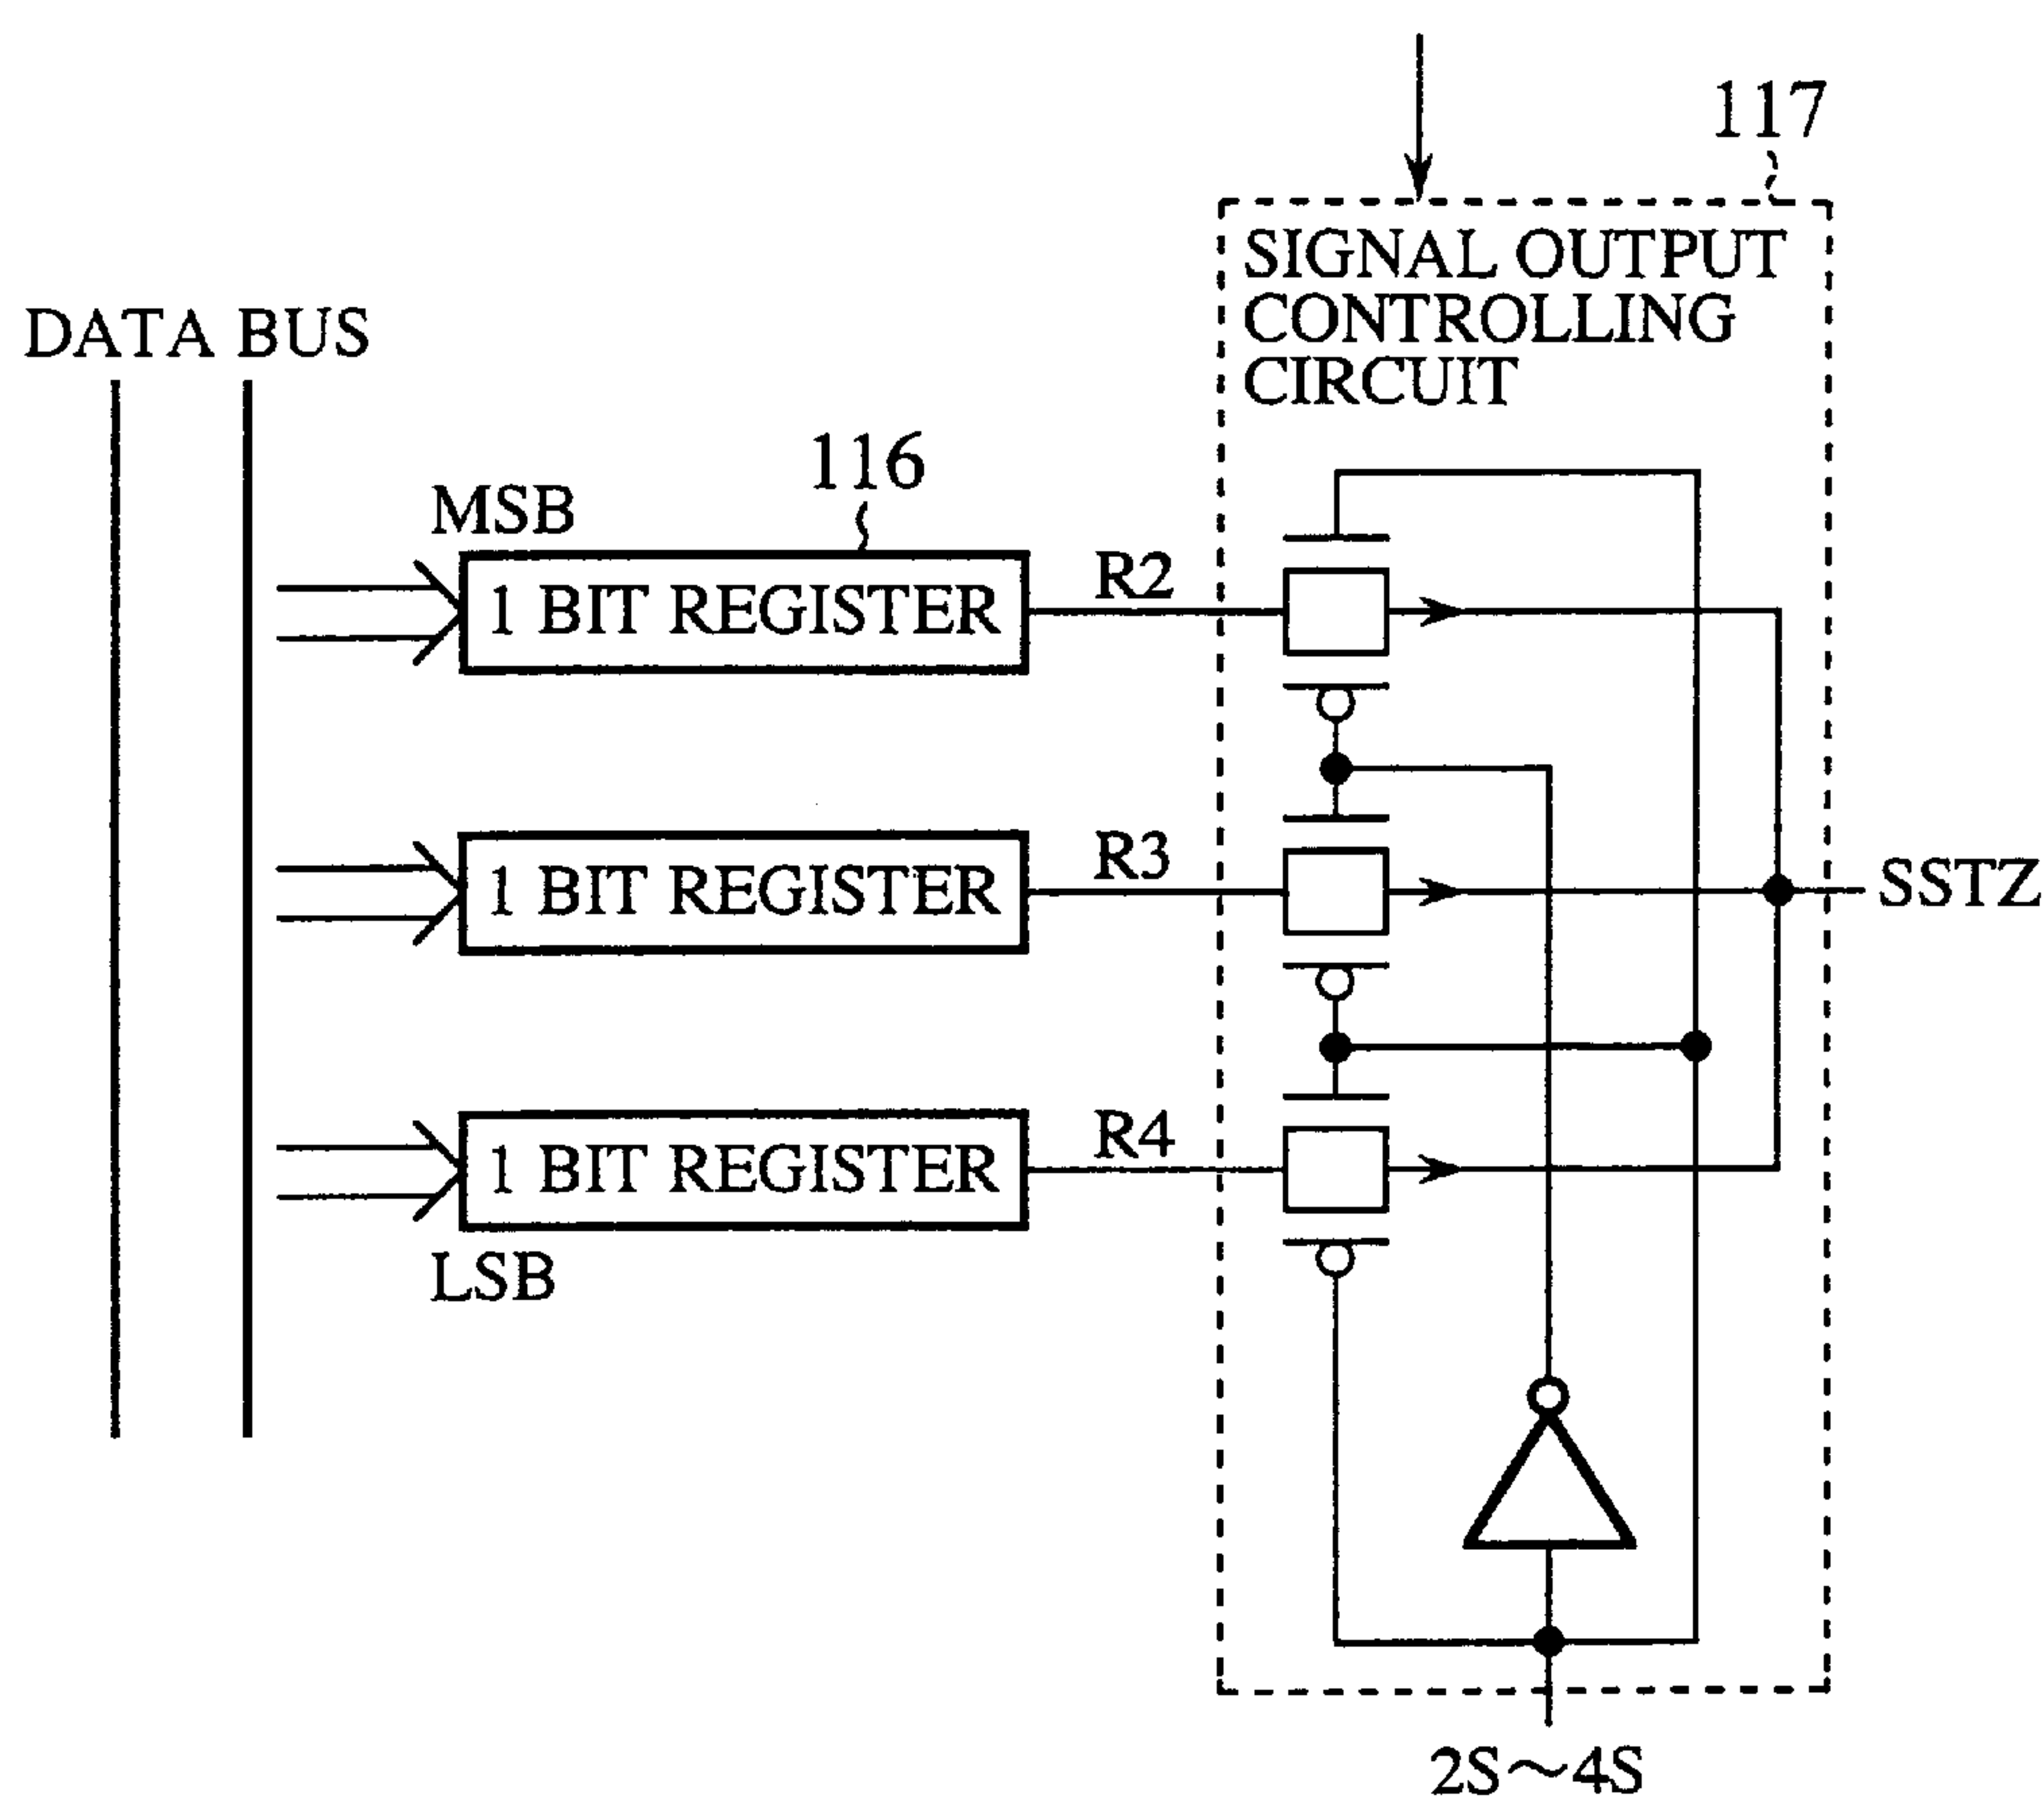 117
SIGNAL OUTPUT
CONTROLLING
CIRCUIT
DATA BUS
116
MSB
1 BIT REGISTER
R2
1 BIT REGISTER
R3
SSTZ
1 BIT REGISTER
R4
LSB
2S～4S